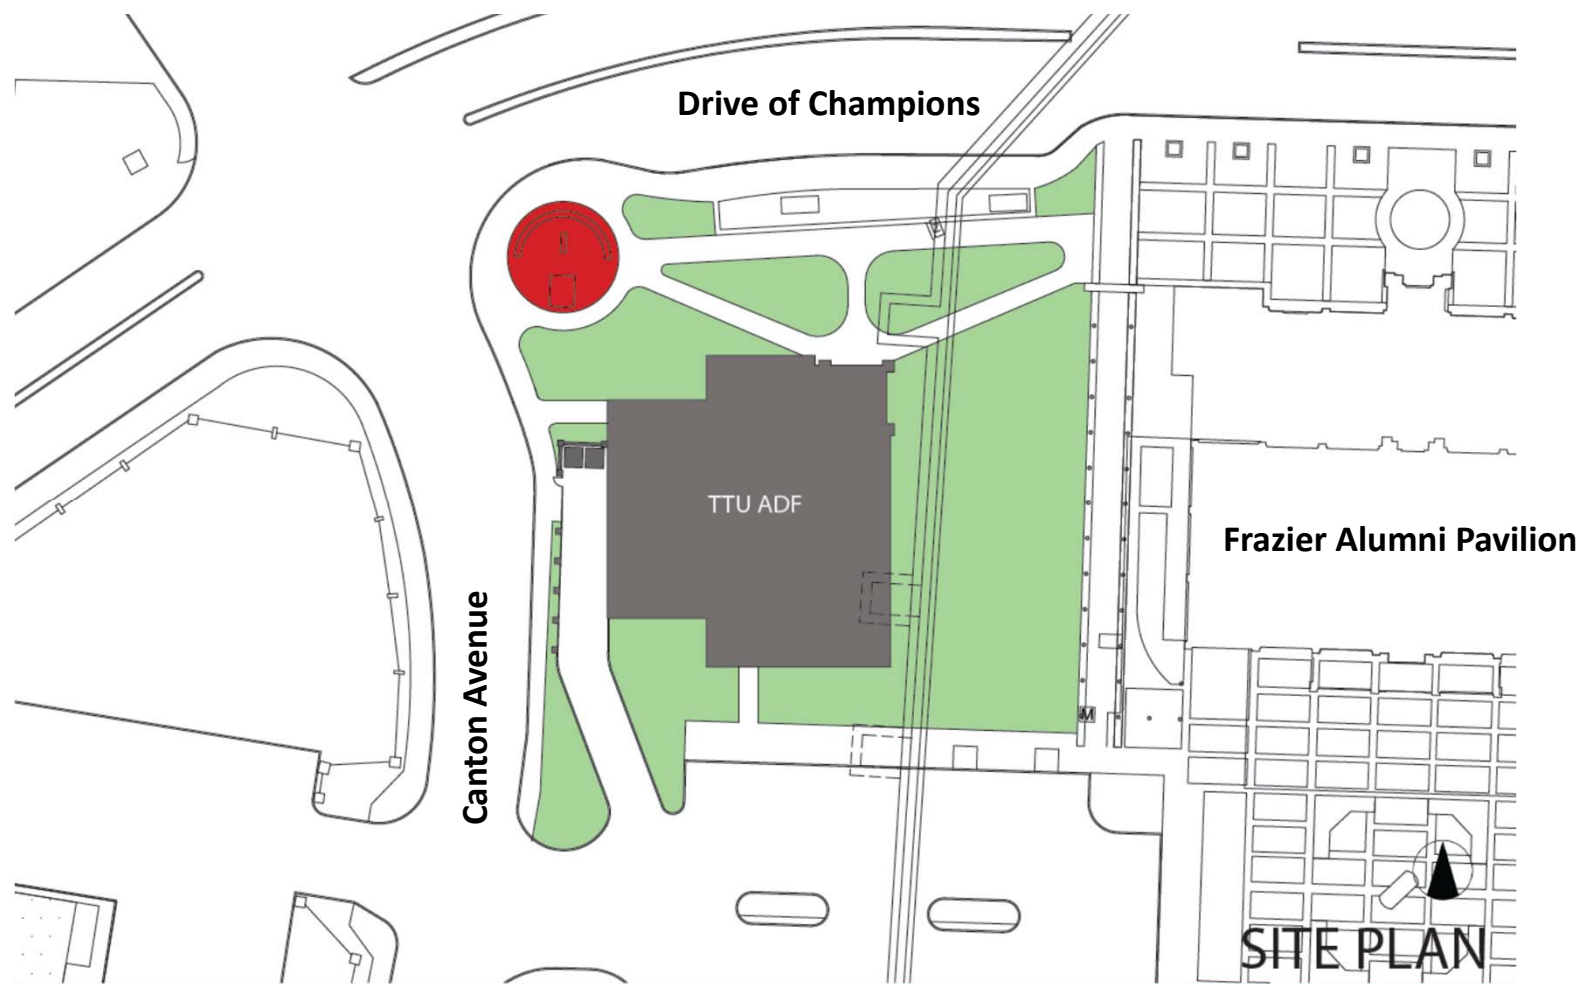 Drive of Champions
TTU ADF
Frazier Alumni Pavilion
Canton Avenue
M
SITE PLAN